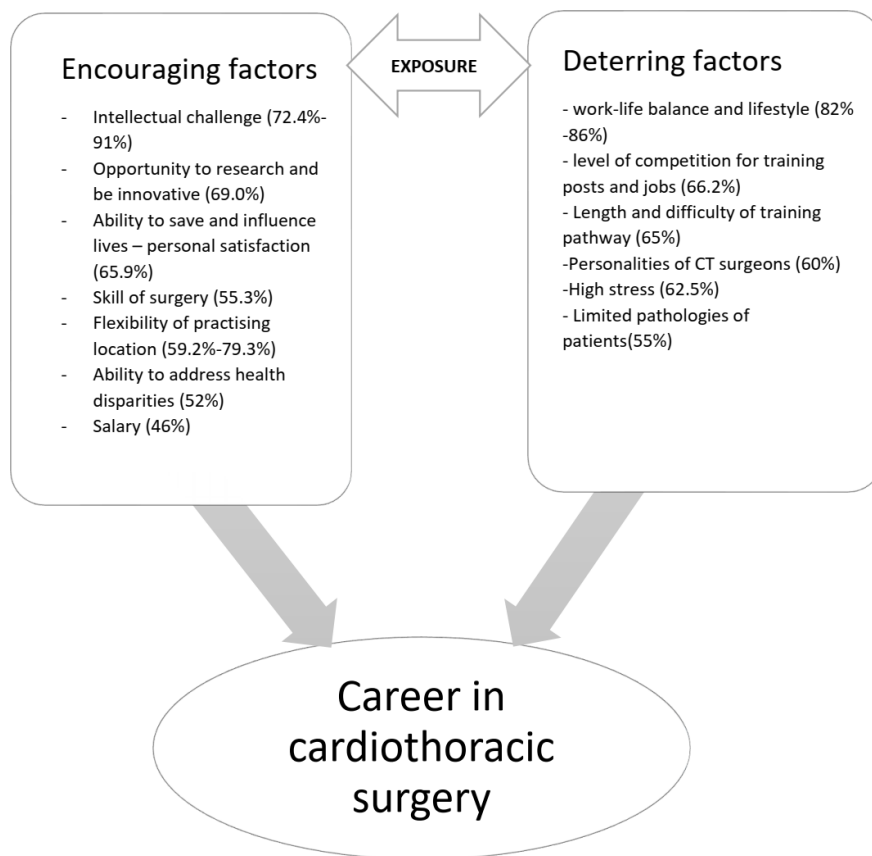 Encouraging factors
- Intellectual challenge (72.4%-
91%)
- Opportunity to research and
be innovative (69.0%)
- Ability to save and influence
lives – personal satisfaction
(65.9%)
- Skill of surgery (55.3%)
- Flexibility of practising
location (59.2%-79.3%)
- Ability to address health
disparities (52%)
- Salary (46%)
EXPOSURE
Deterring factors
- work-life balance and lifestyle (82%
-86%)
- level of competition for training
posts and jobs (66.2%)
- Length and difficulty of training
pathway (65%)
-Personalities of CT surgeons (60%)
-High stress (62.5%)
- Limited pathologies of
patients(55%)
Career in
cardiothoracic
surgery